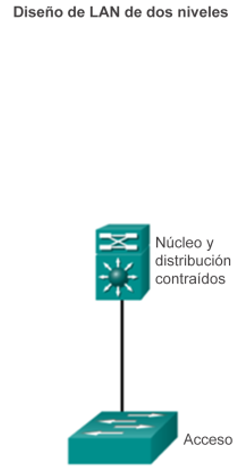 Diseño de LAN de dos niveles
Núcleo y
distribución
contraídos
Acceso